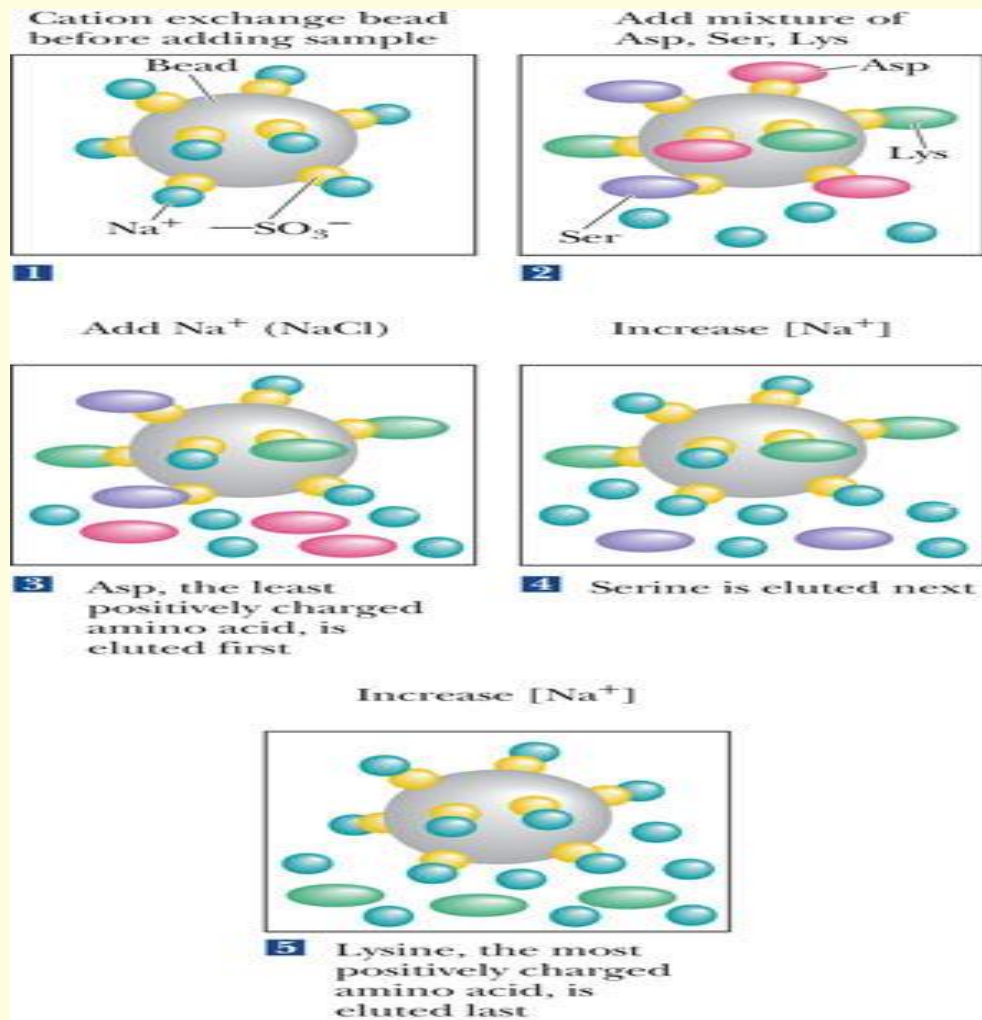 Cation exchange bead
before adding sample
Bead
Na⁺
—SO₃⁻
1
Add mixture of
Asp, Ser, Lys
Asp
Lys
Ser
2
Add Na⁺ (NaCl)
3 Asp, the least
positively charged
amino acid, is
eluted first
Increase [Na⁺]
4 Serine is eluted next
Increase [Na⁺]
5 Lysine, the most
positively charged
amino acid, is
eluted last